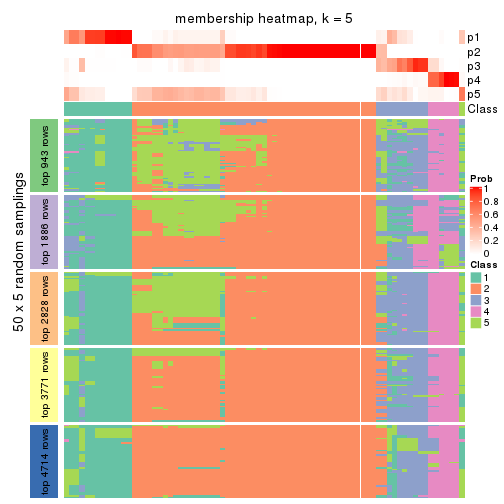 membership heatmap, k = 5
p1
p2
p3
p4
p5
Class
50 x 5 random samplings
top 943 rows
top 1886 rows
top 2828 rows
top 3771 rows
top 4714 rows
Prob
1
0.8
0.6
0.4
0.2
0
Class
1
2
3
4
5